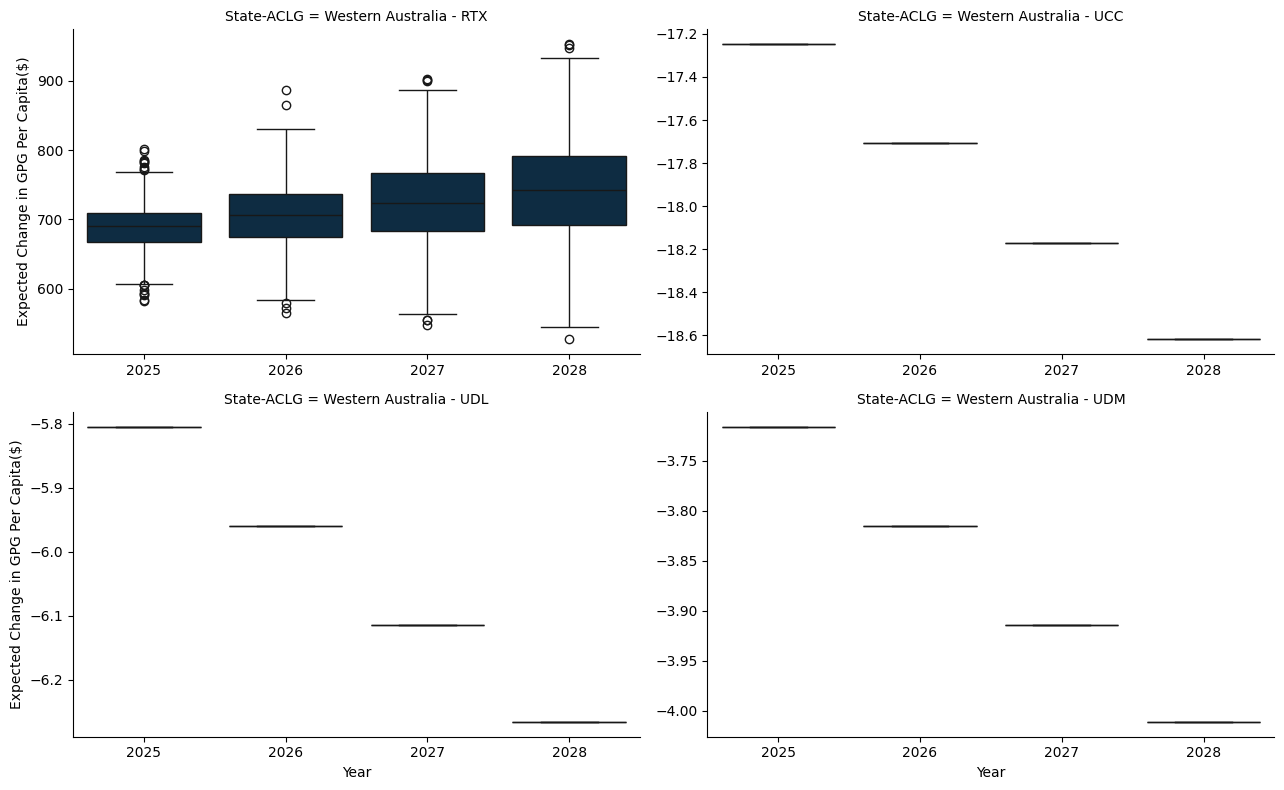 State-ACLG = Western Australia - RTX
Expected Change in GPG Per Capita($)
900
800
700
600
2025 2026 2027 2028
State-ACLG = Western Australia - UCC
−17.2
−17.4
−17.6
−17.8
−18.0
−18.2
−18.4
−18.6
2025 2026 2027 2028
State-ACLG = Western Australia - UDL
Expected Change in GPG Per Capita($)
−5.8
−5.9
−6.0
−6.1
−6.2
2025 2026 2027 2028
Year
State-ACLG = Western Australia - UDM
−3.75
−3.80
−3.85
−3.90
−3.95
−4.00
2025 2026 2027 2028
Year